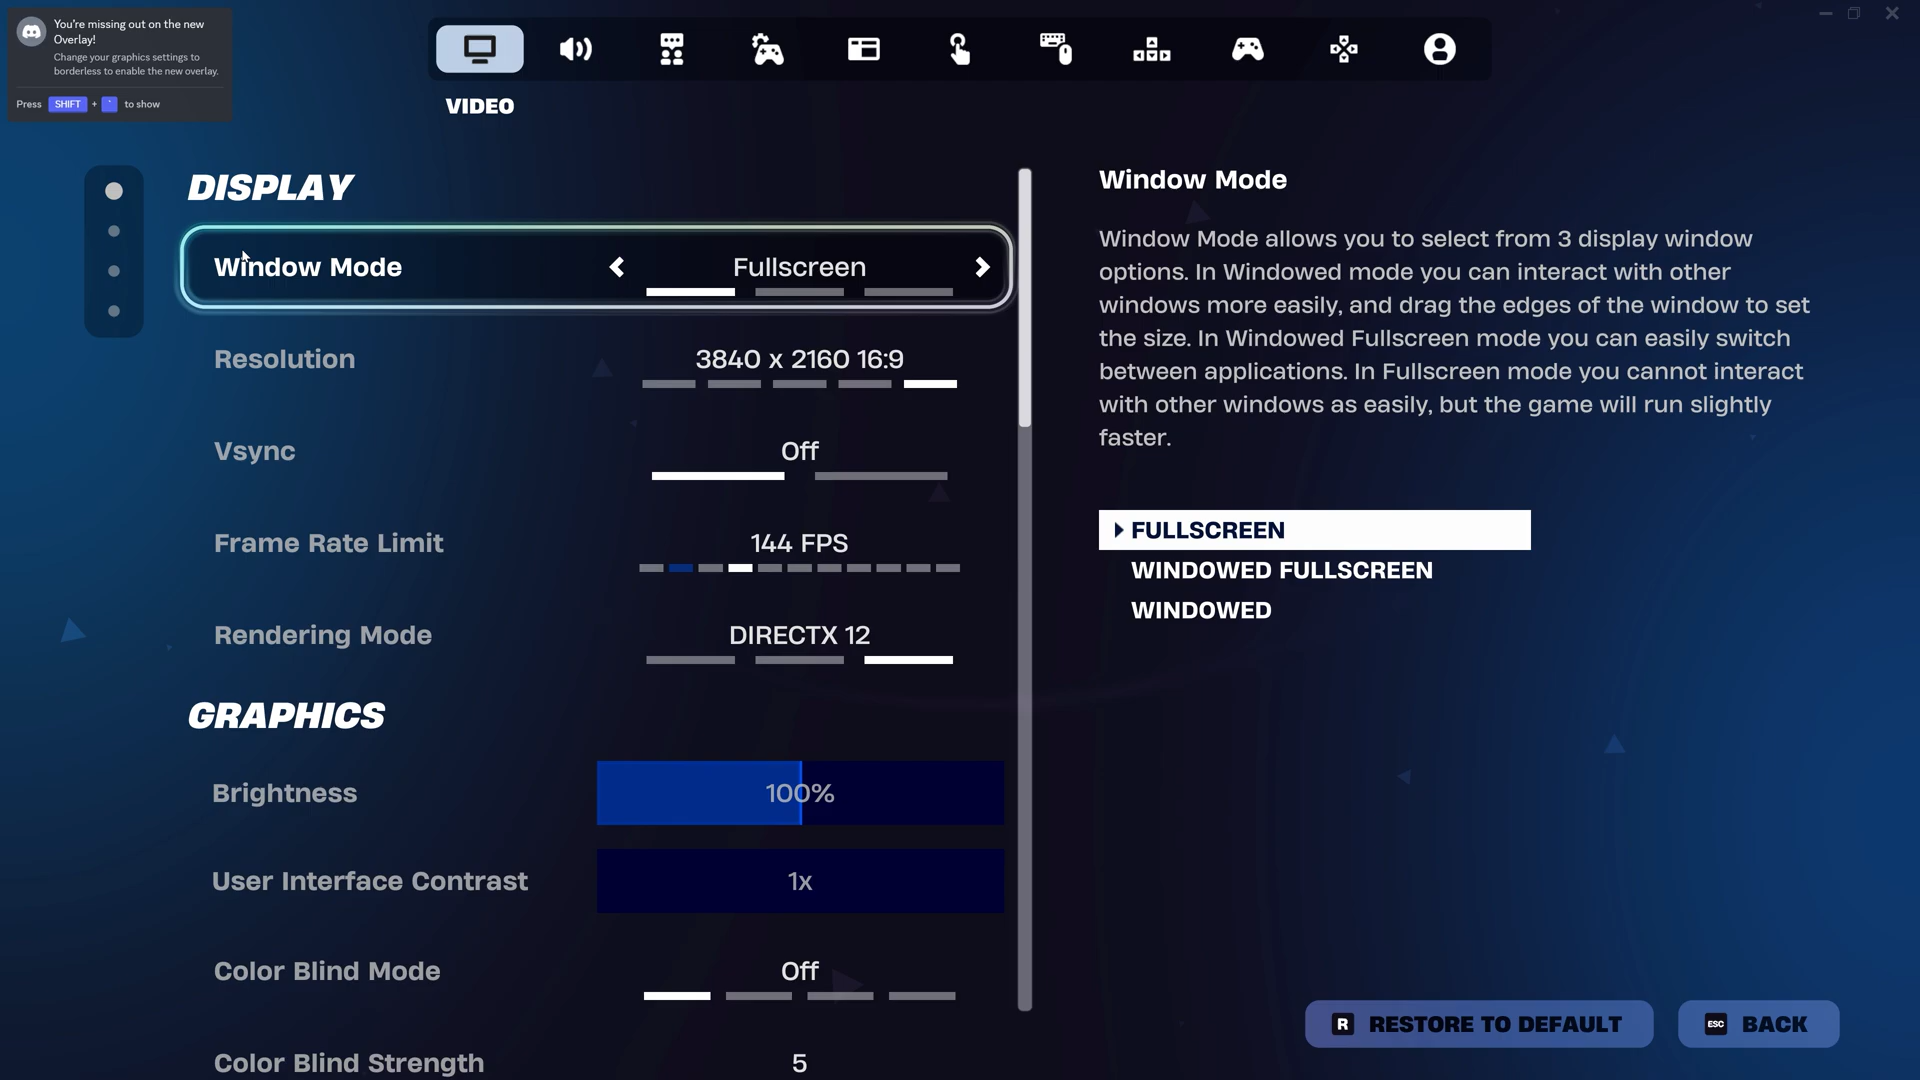 You're missing out on the new
Overlay!
Change your graphics settings to
borderless to enable the new overlay.
Press SHIFT + ` to show
VIDEO
DISPLAY
Window Mode Fullscreen
Resolution 3840 x 2160 16:9
Vsync Off
Frame Rate Limit 144 FPS
Rendering Mode DIRECTX 12
GRAPHICS
Brightness 100%
User Interface Contrast 1x
Color Blind Mode Off
Color Blind Strength 5
Window Mode
Window Mode allows you to select from 3 display window
options. In Windowed mode you can interact with other
windows more easily, and drag the edges of the window to set
the size. In Windowed Fullscreen mode you can easily switch
between applications. In Fullscreen mode you cannot interact
with other windows as easily, but the game will run slightly
faster.
FULLSCREEN
WINDOWED FULLSCREEN
WINDOWED
R RESTORE TO DEFAULT
ESC BACK